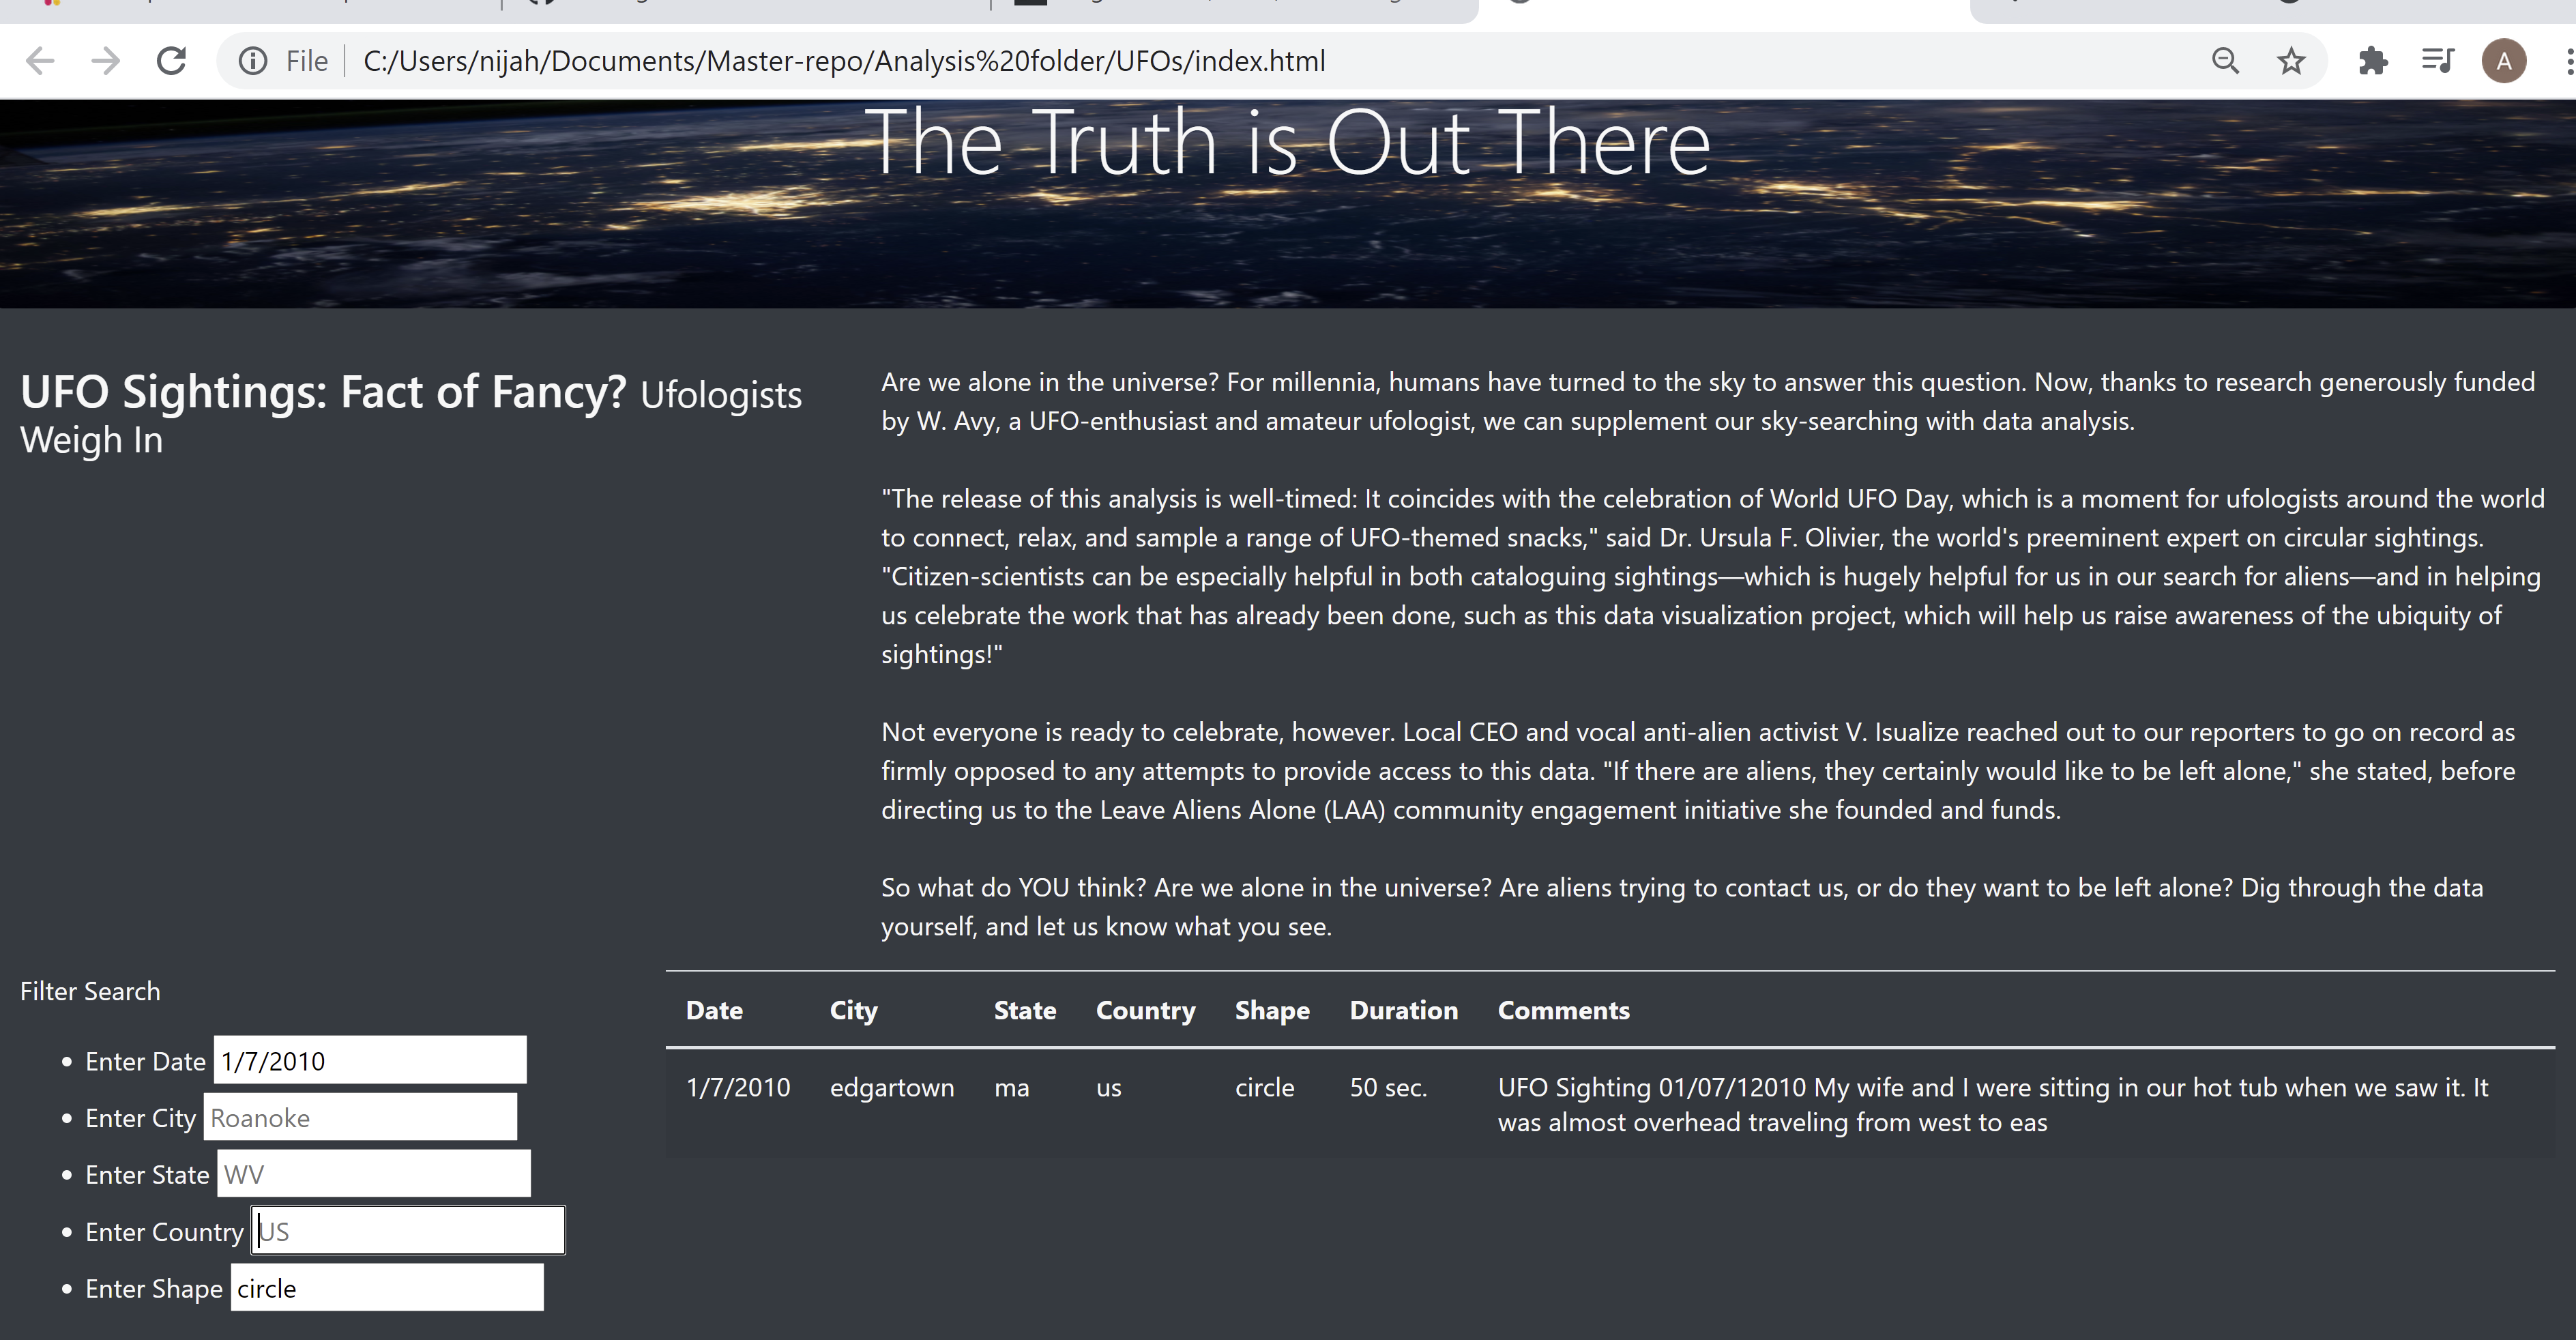 File
C:/Users/nijah/Documents/Master-repo/Analysis%20folder/UFOs/index.html
A
The Truth is Out There
UFO Sightings: Fact of Fancy? Ufologists
Weigh In
Are we alone in the universe? For millennia, humans have turned to the sky to answer this question. Now, thanks to research generously funded
by W. Avy, a UFO-enthusiast and amateur ufologist, we can supplement our sky-searching with data analysis.
"The release of this analysis is well-timed: It coincides with the celebration of World UFO Day, which is a moment for ufologists around the world
to connect, relax, and sample a range of UFO-themed snacks," said Dr. Ursula F. Olivier, the world's preeminent expert on circular sightings.
"Citizen-scientists can be especially helpful in both cataloguing sightings—which is hugely helpful for us in our search for aliens—and in helping
us celebrate the work that has already been done, such as this data visualization project, which will help us raise awareness of the ubiquity of
sightings!"
Not everyone is ready to celebrate, however. Local CEO and vocal anti-alien activist V. Isualize reached out to our reporters to go on record as
firmly opposed to any attempts to provide access to this data. "If there are aliens, they certainly would like to be left alone," she stated, before
directing us to the Leave Aliens Alone (LAA) community engagement initiative she founded and funds.
So what do YOU think? Are we alone in the universe? Are aliens trying to contact us, or do they want to be left alone? Dig through the data
yourself, and let us know what you see.
Filter Search
Enter Date 1/7/2010
Enter City Roanoke
Enter State WV
Enter Country US
Enter Shape circle
Date City State Country Shape Duration Comments
1/7/2010 edgartown ma us circle 50 sec. UFO Sighting 01/07/12010 My wife and I were sitting in our hot tub when we saw it. It
was almost overhead traveling from west to eas